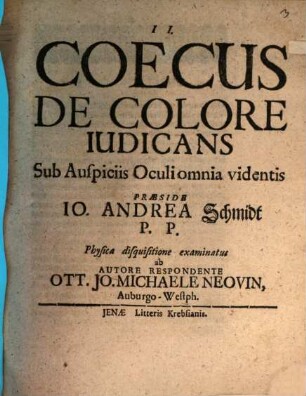 II.
COECUS
DE COLORE
IUDICANS
Sub Auſpiciis Oculi omnia videntis
PRÆSIDE
IO. ANDREA Schmidt
P. P.
Phyſica diſquiſitione examinatus
ab
AUTORE RESPONDENTE
OTT. JO. MICHAELE NEOVIN,
Auburgo-Weſtph.
JENÆ Litteris Krebſianis.